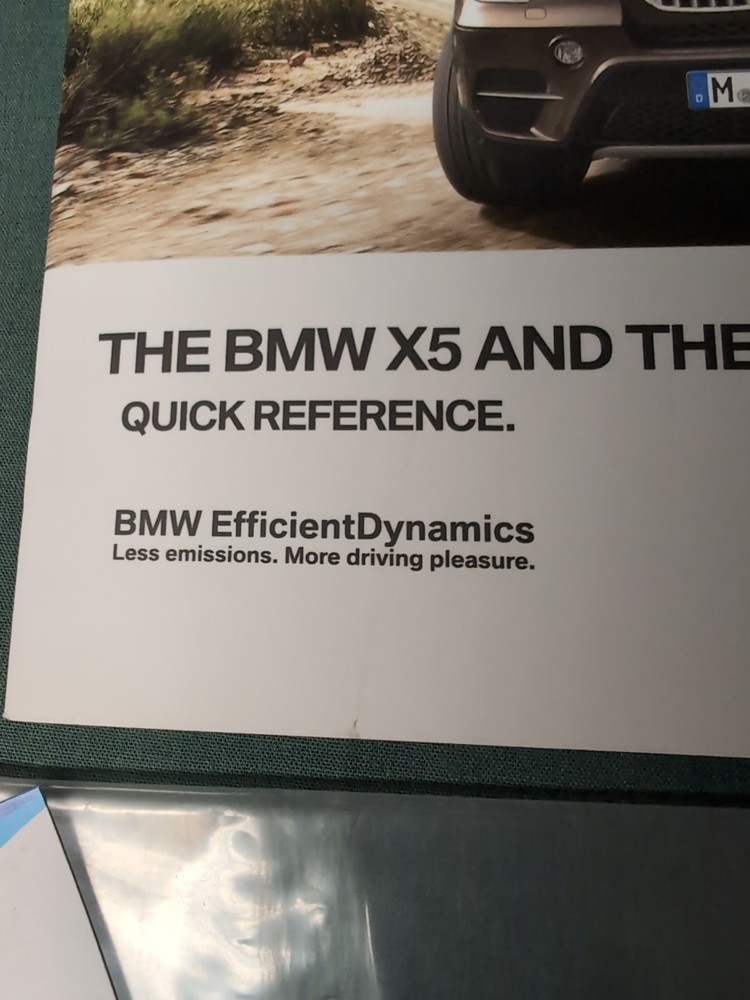 M
THE BMW X5 AND THE
QUICK REFERENCE.
BMW EfficientDynamics
Less emissions. More driving pleasure.